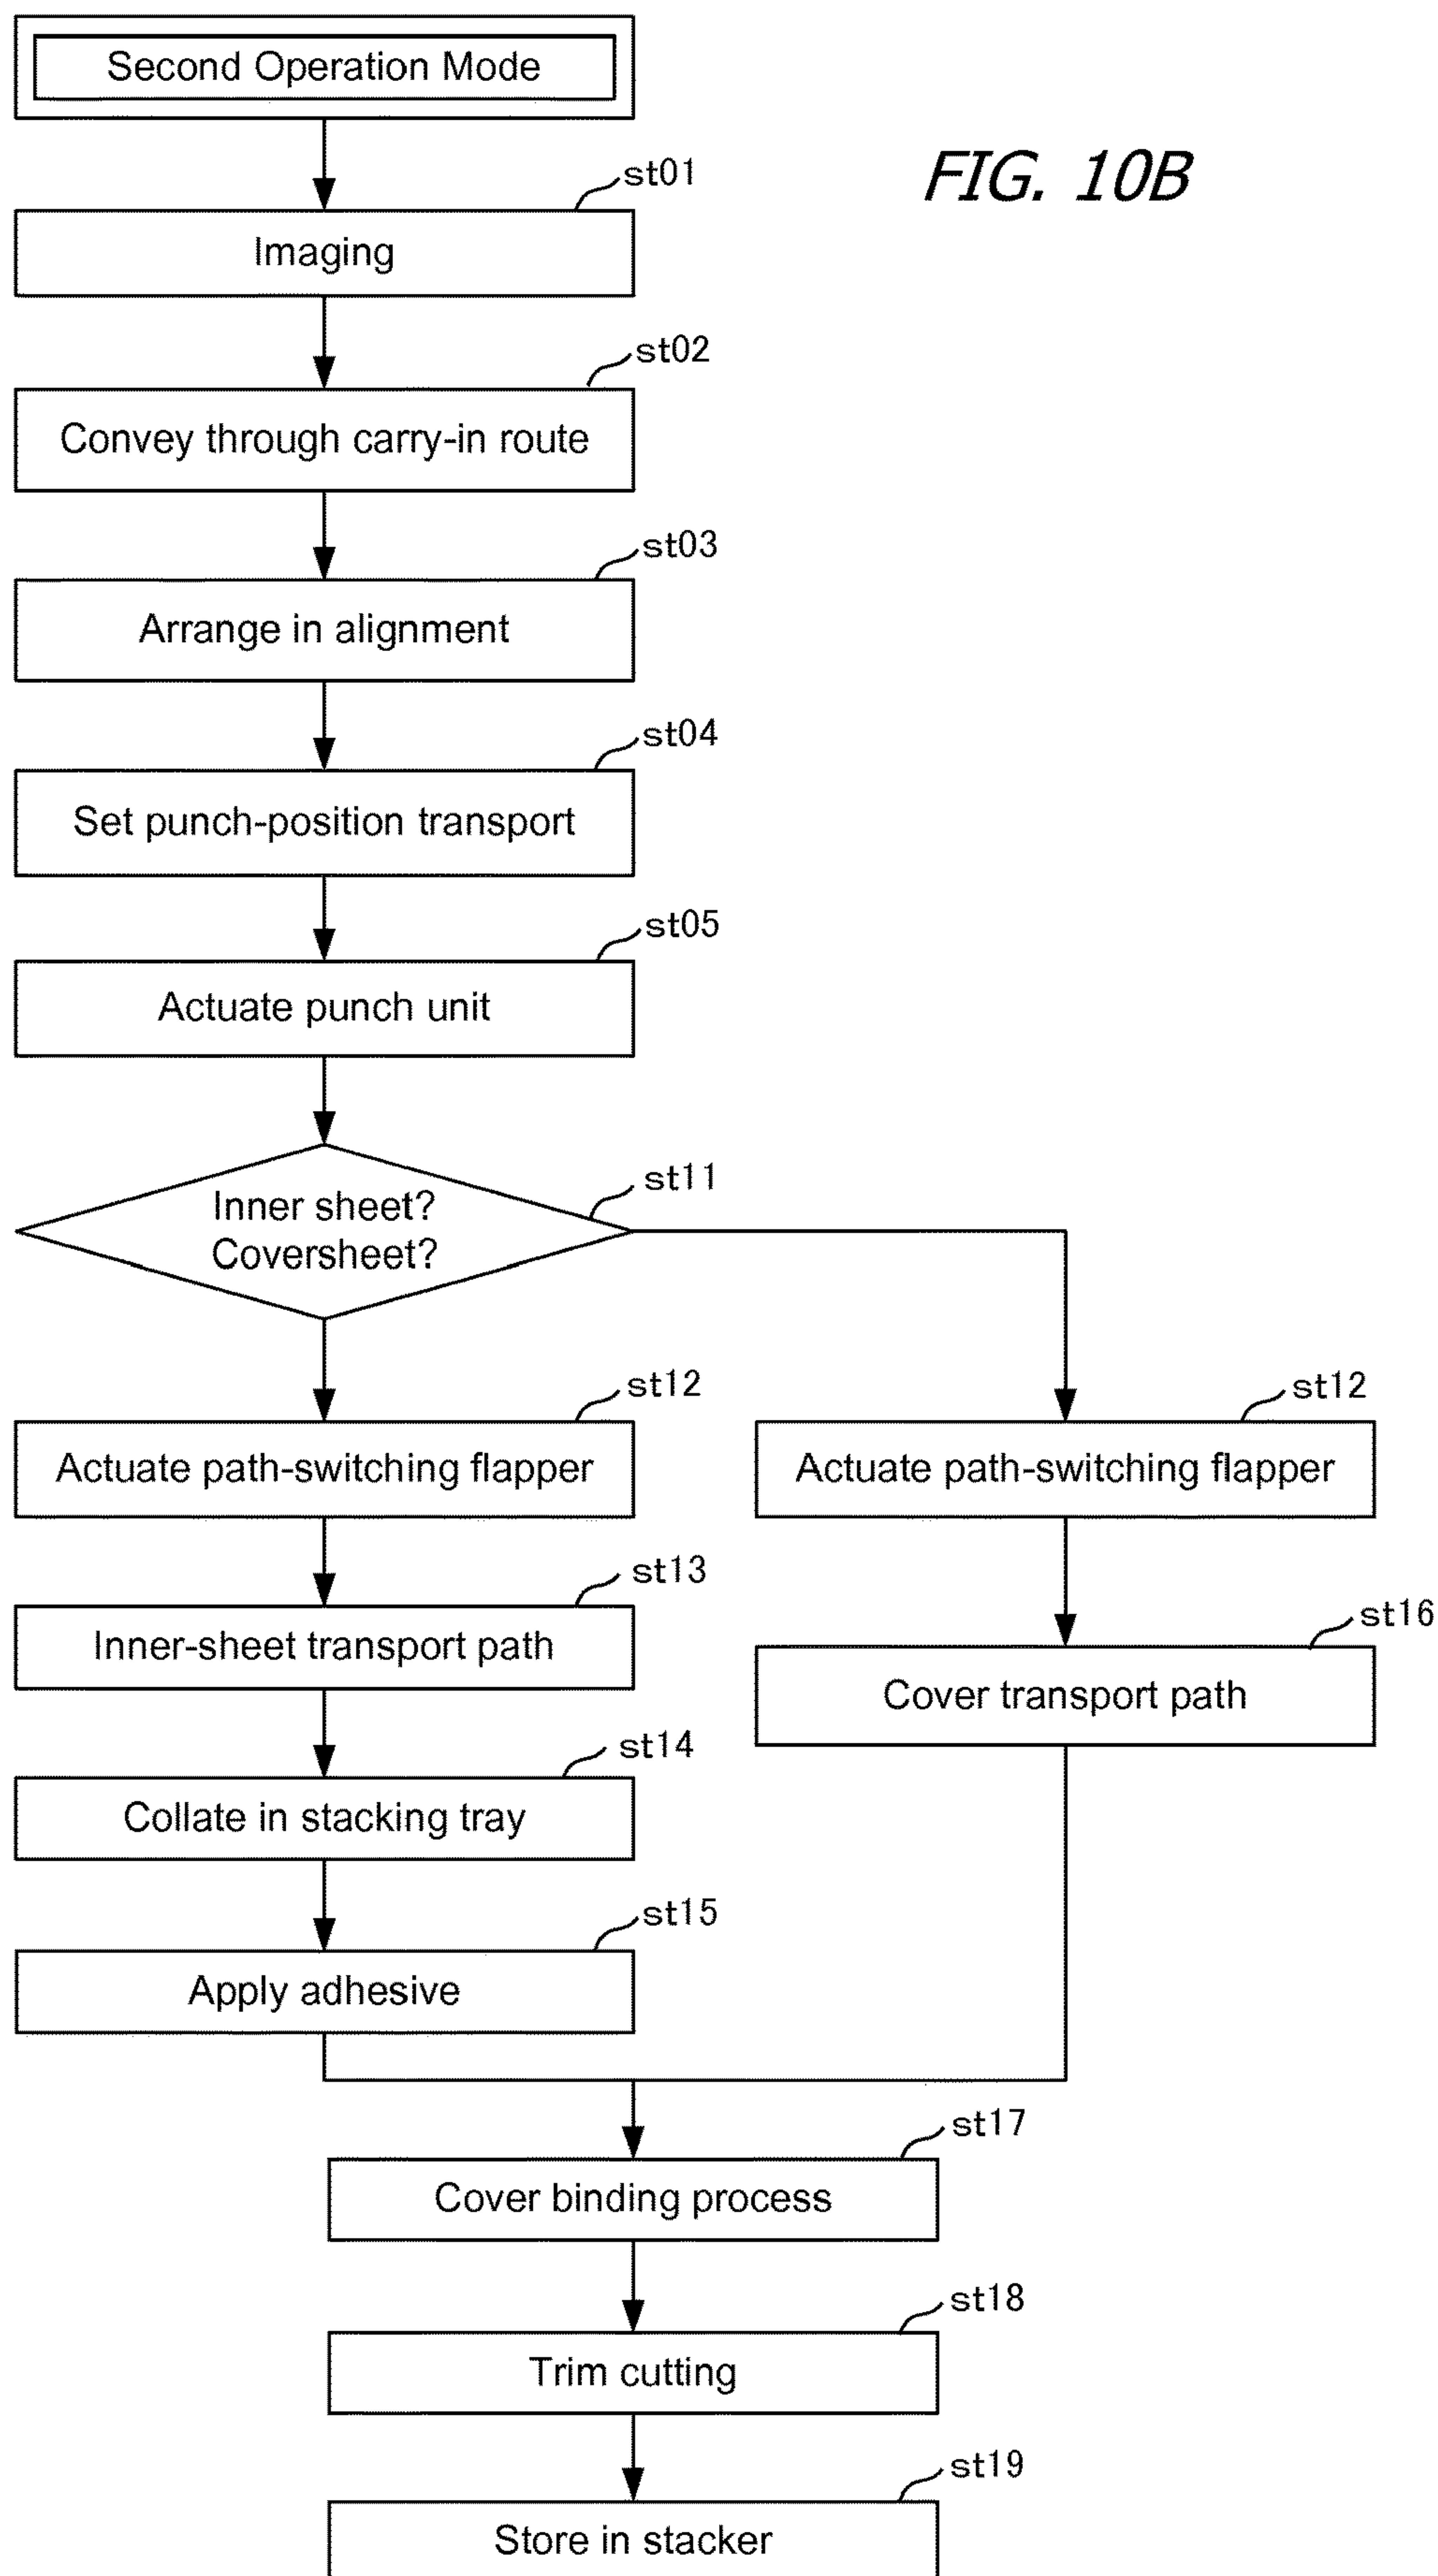 Second Operation Mode
FIG. 10B
st01
Imaging
st02
Convey through carry-in route
st03
Arrange in alignment
st04
Set punch-position transport
st05
Actuate punch unit
st11
Inner sheet?
Coversheet?
st12
Actuate path-switching flapper
st12
Actuate path-switching flapper
st13
Inner-sheet transport path
st16
Cover transport path
st14
Collate in stacking tray
st15
Apply adhesive
st17
Cover binding process
st18
Trim cutting
st19
Store in stacker